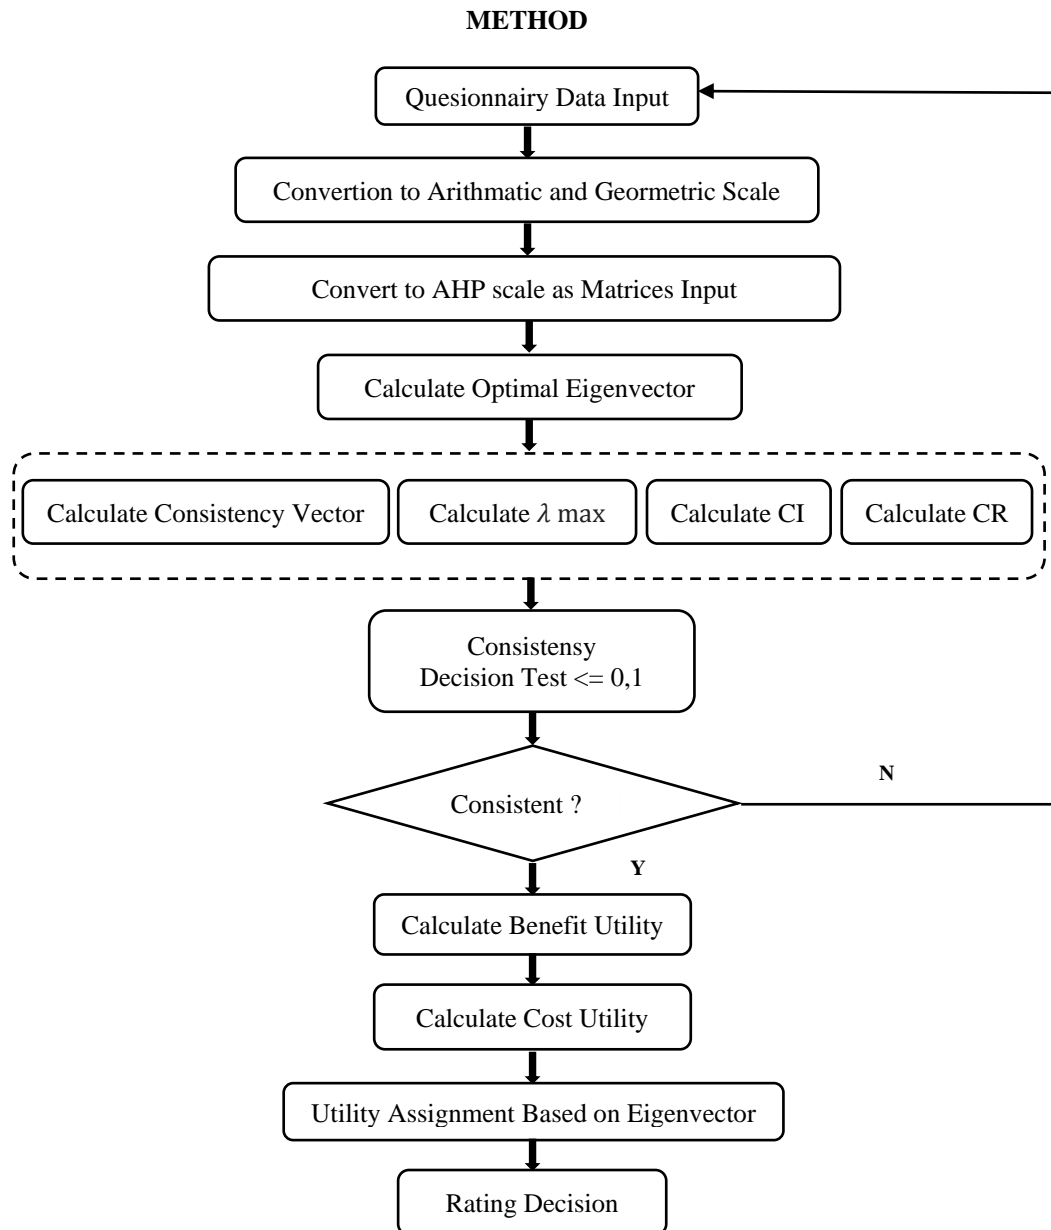 METHOD
Quesionnairy Data Input
Convertion to Arithmatic and Geormetric Scale
Convert to AHP scale as Matrices Input
Calculate Optimal Eigenvector
Calculate Consistency Vector
Calculate λ max
Calculate CI
Calculate CR
Consistensy
Decision Test <= 0,1
Consistent ?
N
Y
Calculate Benefit Utility
Calculate Cost Utility
Utility Assignment Based on Eigenvector
Rating Decision